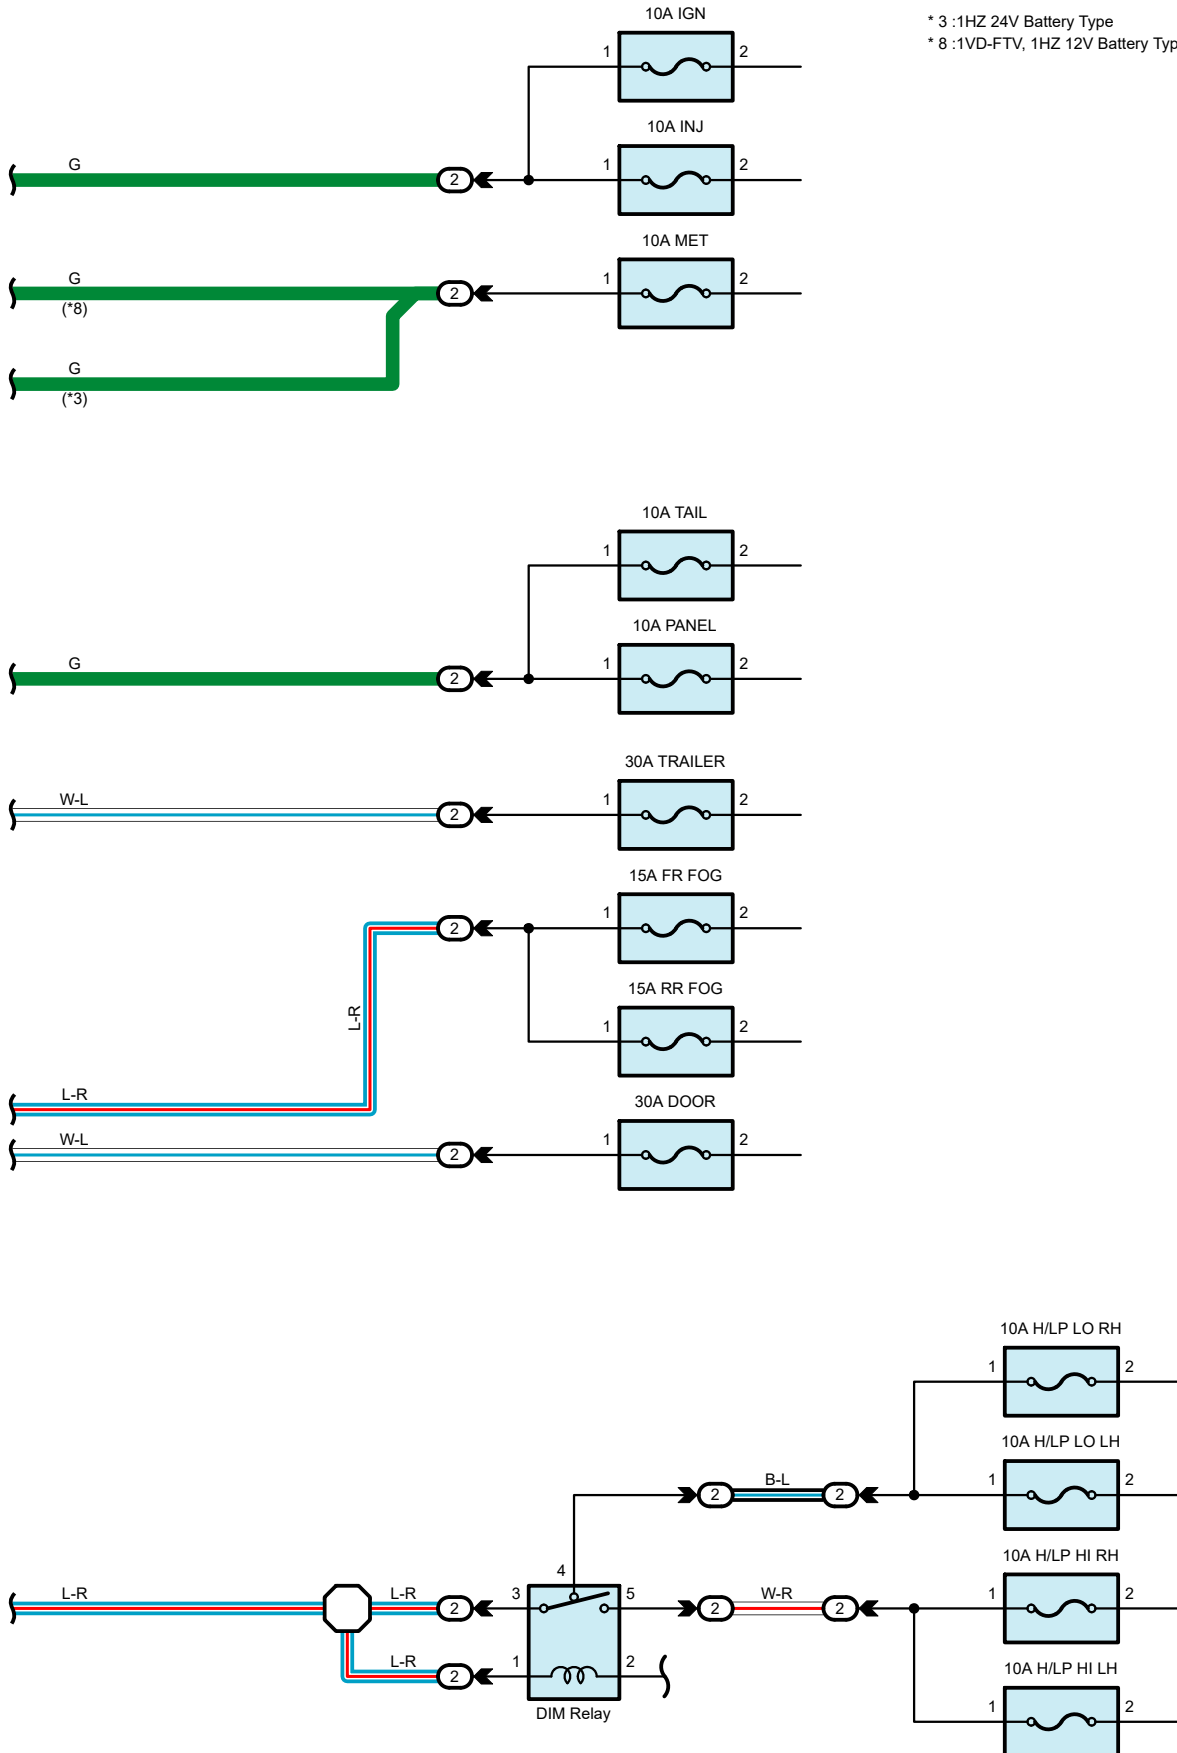 10A IGN
* 3 :1HZ 24V Battery Type
* 8 :1VD-FTV, 1HZ 12V Battery Typ
1 2
10A INJ
G 2 1 2
10A MET
G 2 1 2
(*8)
G
(*3)
10A TAIL
1 2
10A PANEL
G 2 1 2
30A TRAILER
W-L 2 1 2
15A FR FOG
2 1 2
15A RR FOG
L-R 1 2
L-R
30A DOOR
W-L 2 1 2
10A H/LP LO RH
1 2
10A H/LP LO LH
2 B-L 2 1 2
10A H/LP HI RH
4
L-R L-R 2 3 5 2 W-R 2 1 2
10A H/LP HI LH
L-R 2 1 2
1 2
DIM Relay